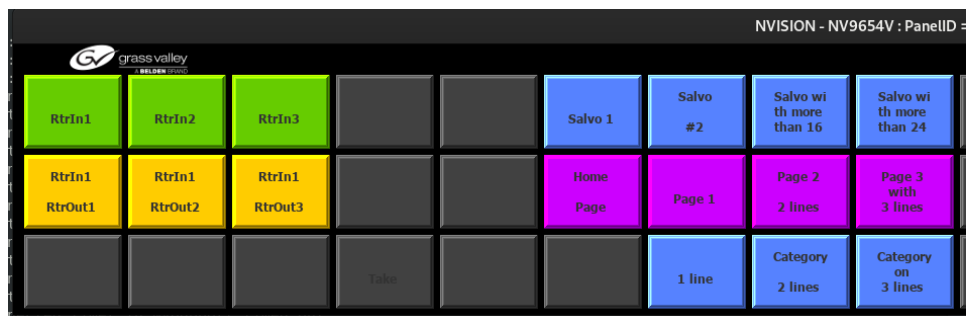 NVISION - NV9654V : PanelID =
grass valley
A BELDEN BRAND
RtrIn1
RtrIn2
RtrIn3
Salvo 1
Salvo
#2
Salvo wi
th more
than 16
Salvo wi
th more
than 24
RtrIn1
RtrOut1
RtrIn1
RtrOut2
RtrIn1
RtrOut3
Home
Page
Page 1
Page 2
2 lines
Page 3
with
3 lines
Take
1 line
Category
2 lines
Category
on
3 lines